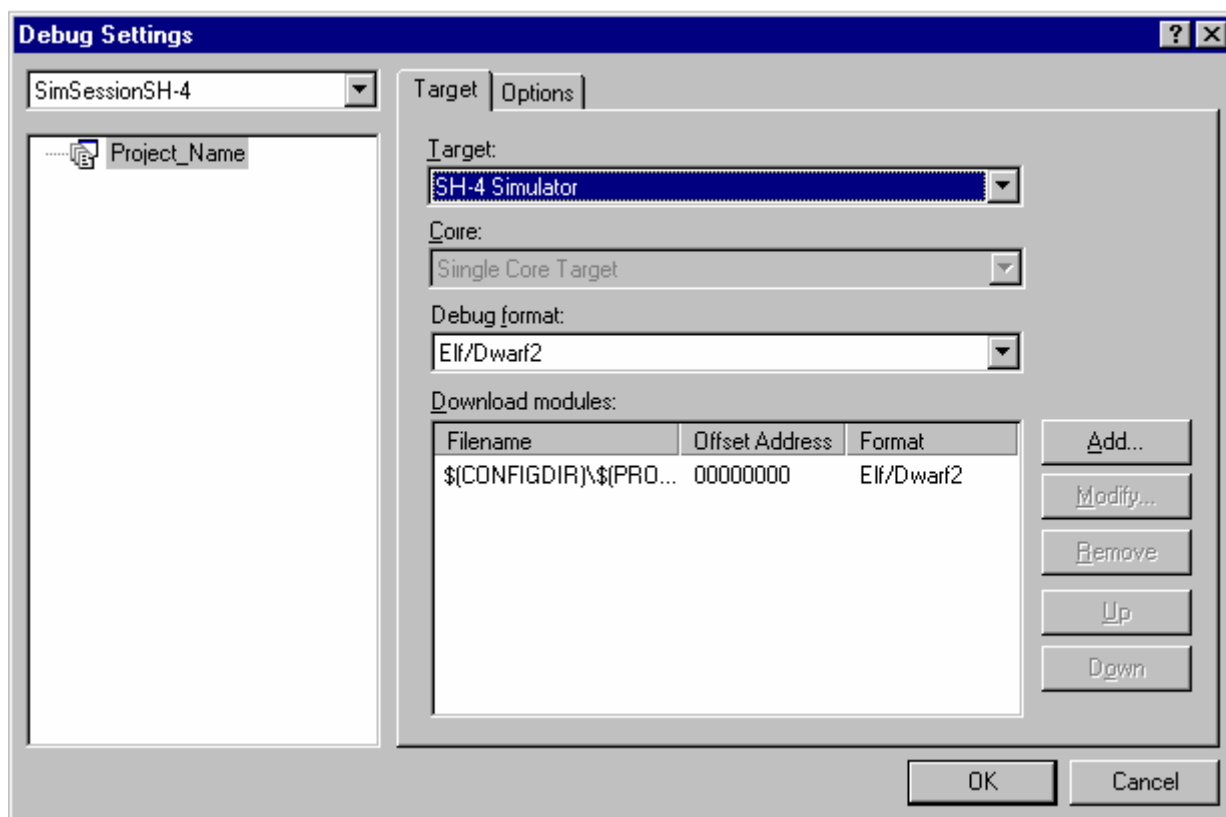 Debug Settings
SimSessionSH-4
Project_Name
Target
Options
Target:
SH-4 Simulator
Core:
Siingle Core Target
Debug format:
Elf/Dwarf2
Download modules:
Filename Offset Address Format
$(CONFIGDIR)\$(PRO... 00000000 Elf/Dwarf2
Add...
Modify...
Remove
Up
Down
OK
Cancel